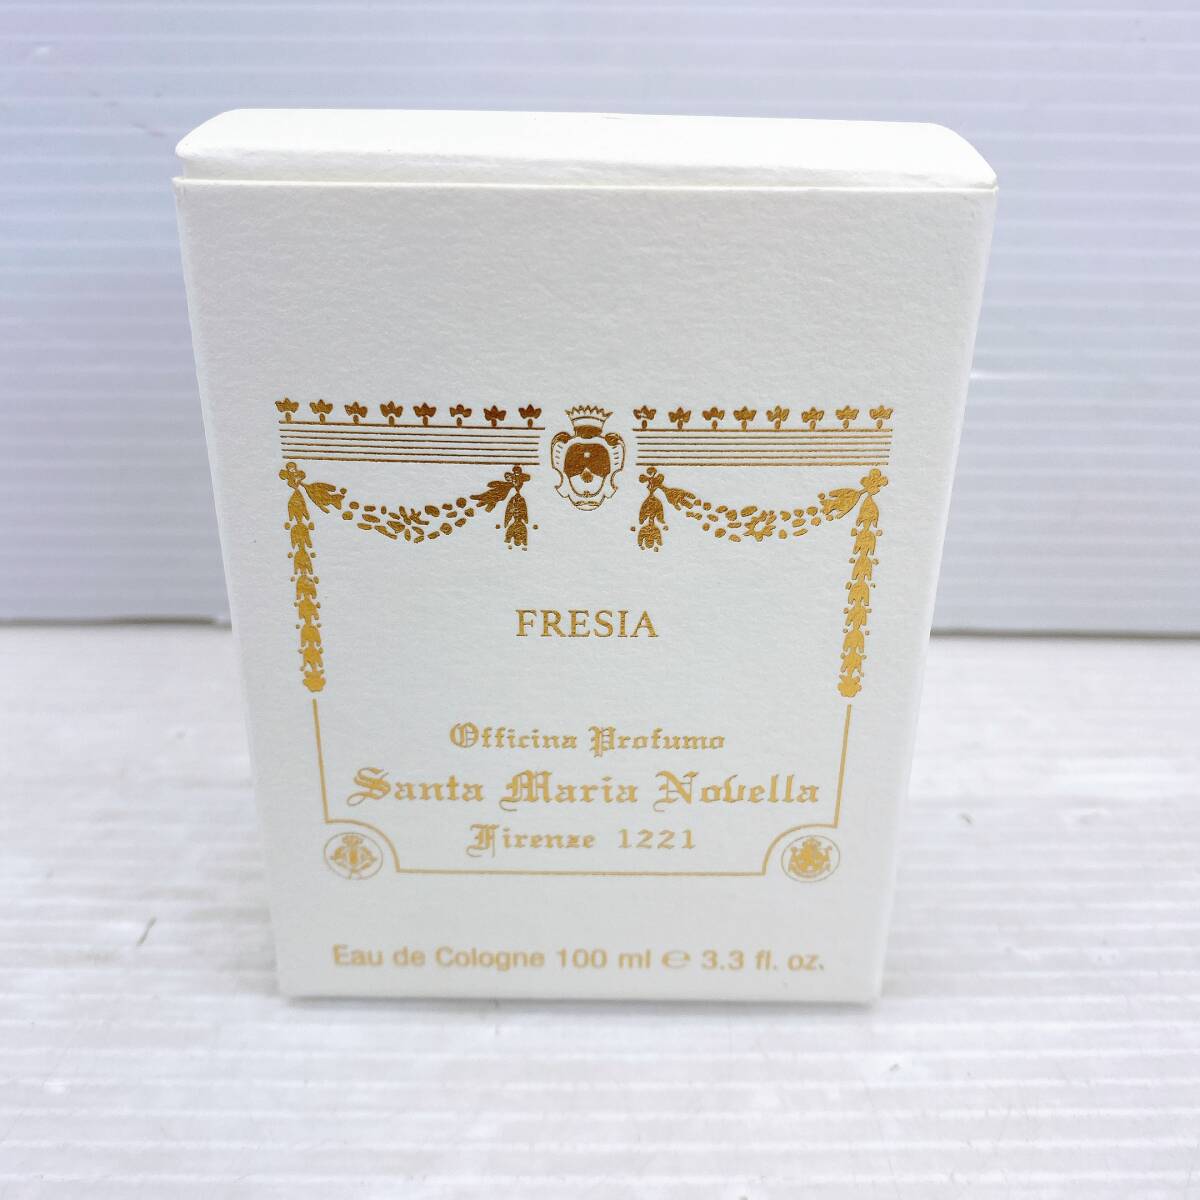 FRESIA
Officina Profumo
Santa Maria Novella
Firenze 1221
Eau de Cologne 100 ml ℮ 3.3 fl. oz.